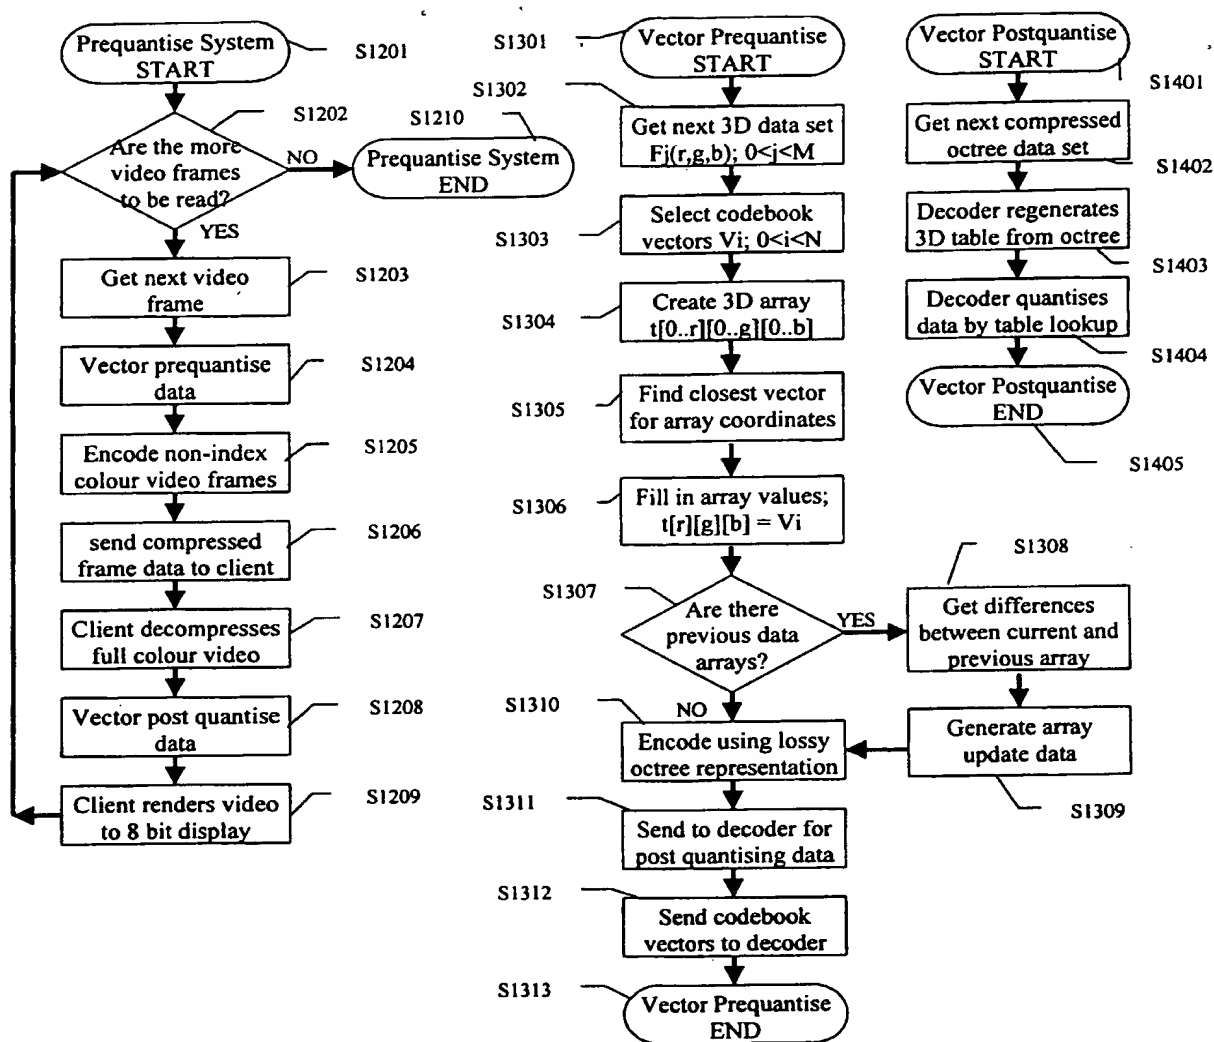 Prequantise System
START
S1201
S1202
Are the more
video frames
to be read?
NO
S1210
Prequantise System
END
YES
Get next video
frame
S1203
Vector prequantise
data
S1204
Encode non-index
colour video frames
S1205
send compressed
frame data to client
S1206
Client decompresses
full colour video
S1207
Vector post quantise
data
S1208
Client renders video
to 8 bit display
S1209
S1301
Vector Prequantise
START
S1302
Get next 3D data set
Fj(r,g,b); 0<j<M
S1303
Select codebook
vectors Vi; 0<i<N
S1304
Create 3D array
t[0..r][0..g][0..b]
S1305
Find closest vector
for array coordinates
S1306
Fill in array values;
t[r][g][b] = Vi
S1307
Are there
previous data
arrays?
YES
S1308
Get differences
between current and
previous array
Generate array
update data
S1309
NO
S1310
Encode using lossy
octree representation
S1311
Send to decoder for
post quantising data
S1312
Send codebook
vectors to decoder
S1313
Vector Prequantise
END
Vector Postquantise
START
S1401
Get next compressed
octree data set
S1402
Decoder regenerates
3D table from octree
S1403
Decoder quantises
data by table lookup
S1404
Vector Postquantise
END
S1405